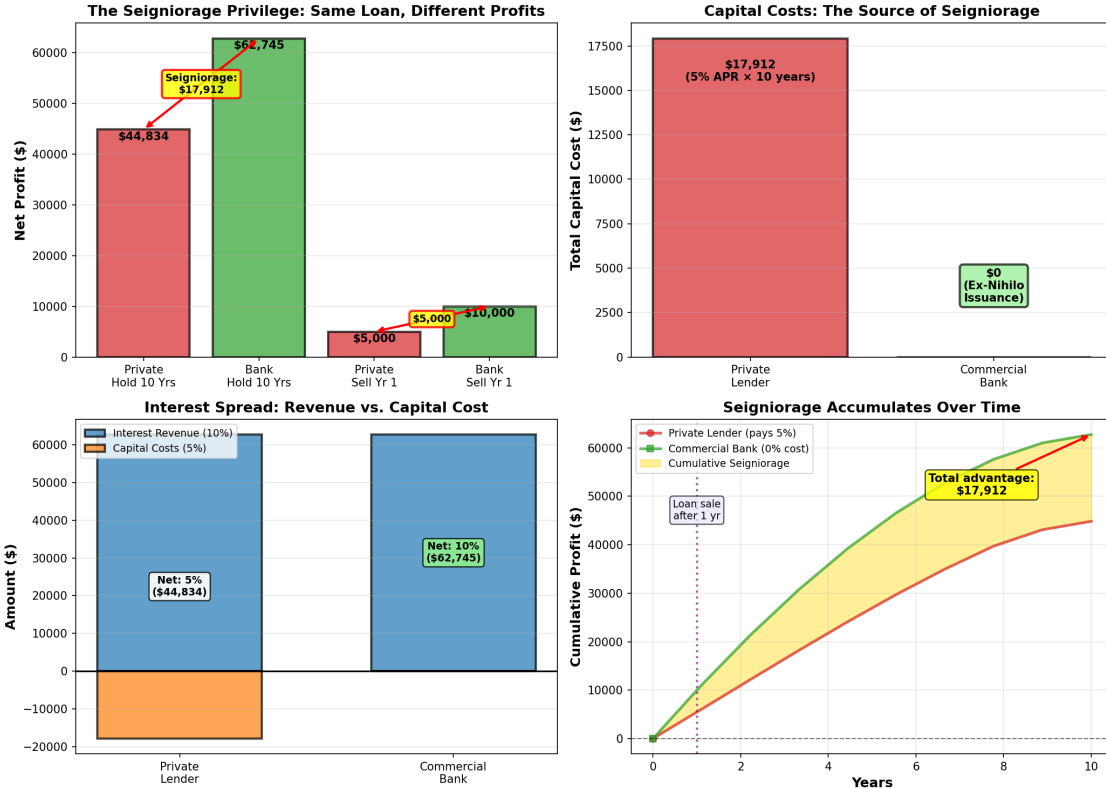 The Seigniorage Privilege: Same Loan, Different Profits
Net Profit ($)
60000
50000
40000
30000
20000
10000
0
$62,745
Seigniorage:
$17,912
$44,834
$5,000
$10,000
$5,000
Private
Hold 10 Yrs
Bank
Hold 10 Yrs
Private
Sell Yr 1
Bank
Sell Yr 1
Capital Costs: The Source of Seigniorage
Total Capital Cost ($)
17500
15000
12500
10000
7500
5000
2500
0
$17,912
(5% APR × 10 years)
$0
(Ex-Nihilo
Issuance)
Private
Lender
Commercial
Bank
Interest Spread: Revenue vs. Capital Cost
Amount ($)
60000
50000
40000
30000
20000
10000
0
−10000
−20000
Interest Revenue (10%)
Capital Costs (5%)
Net: 10%
($62,745)
Net: 5%
($44,834)
Private
Lender
Commercial
Bank
Seigniorage Accumulates Over Time
Cumulative Profit ($)
60000
50000
40000
30000
20000
10000
0
Private Lender (pays 5%)
Commercial Bank (0% cost)
Cumulative Seigniorage
Total advantage:
$17,912
Loan sale
after 1 yr
0
2
4
6
8
10
Years